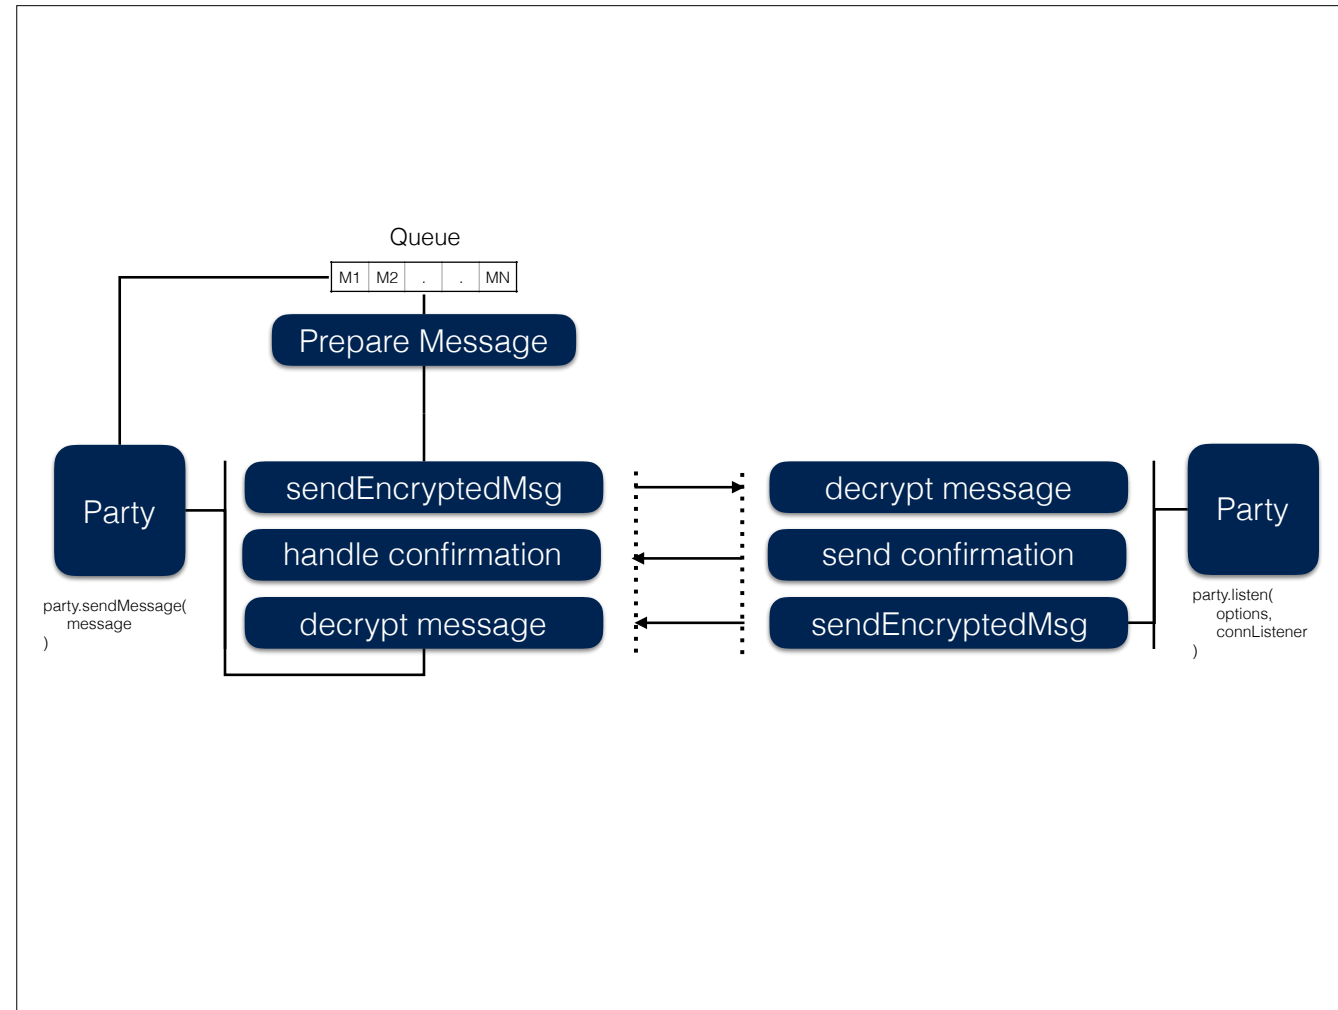 Queue
M1 M2 . . MN
Prepare Message
Party
sendEncryptedMsg
handle confirmation
decrypt message
party.sendMessage(
message
)
decrypt message
send confirmation
sendEncryptedMsg
Party
party.listen(
options,
connListener
)